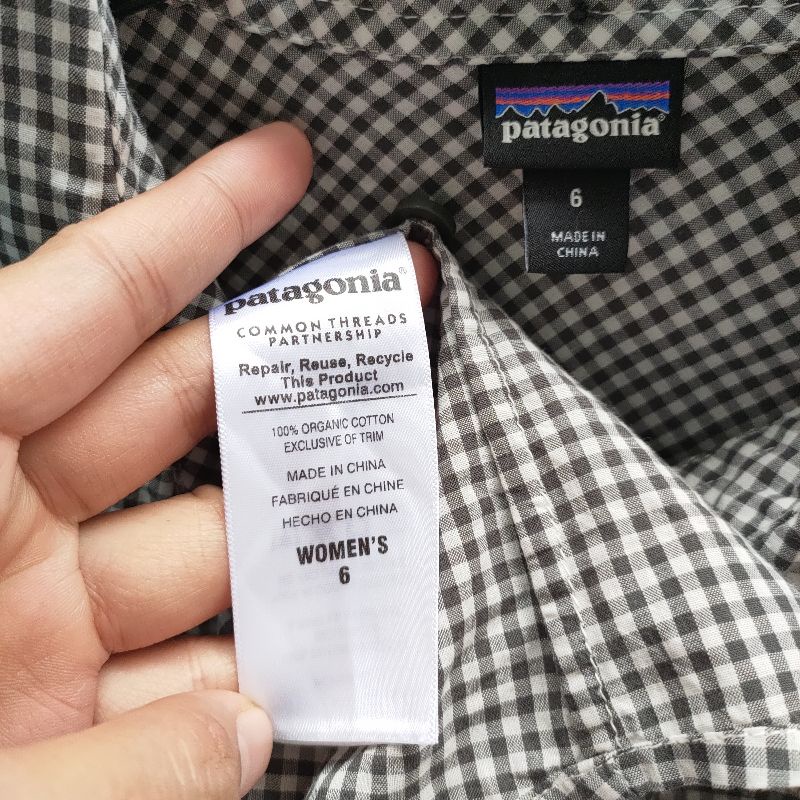 patagonia®
6
MADE IN
CHINA
patagonia®
COMMON THREADS
PARTNERSHIP
Repair, Reuse, Recycle
This Product
www.patagonia.com
100% ORGANIC COTTON
EXCLUSIVE OF TRIM
MADE IN CHINA
FABRIQUÉ EN CHINE
HECHO EN CHINA
WOMEN'S
6